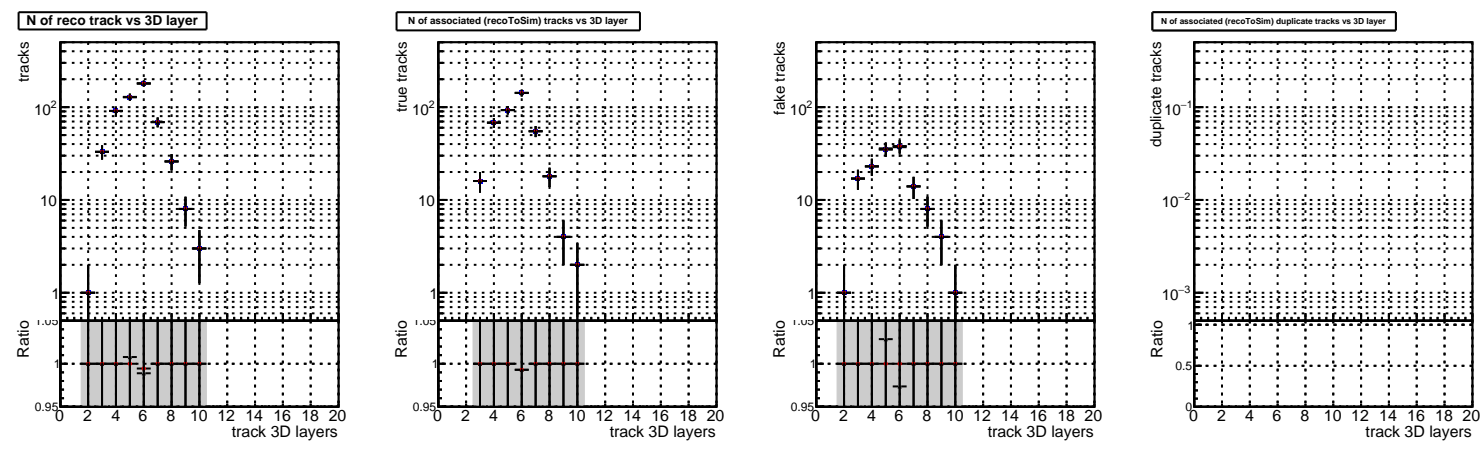 N of reco track vs 3D layer
tracks
10²
10
1
Ratio
1.05
1
0.95
0 2 4 6 8 10 12 14 16 18 20
track 3D layers
N of associated (recoToSim) tracks vs 3D layer
true tracks
10²
10
1
Ratio
1.05
1
0.95
0 2 4 6 8 10 12 14 16 18 20
track 3D layers
fake tracks
10²
10
1
Ratio
1.05
1
0.95
0 2 4 6 8 10 12 14 16 18 20
track 3D layers
N of associated (recoToSim) duplicate tracks vs 3D layer
duplicate tracks
10⁻¹
10⁻²
10⁻³
Ratio
1
0.5
0
0 2 4 6 8 10 12 14 16 18 20
track 3D layers